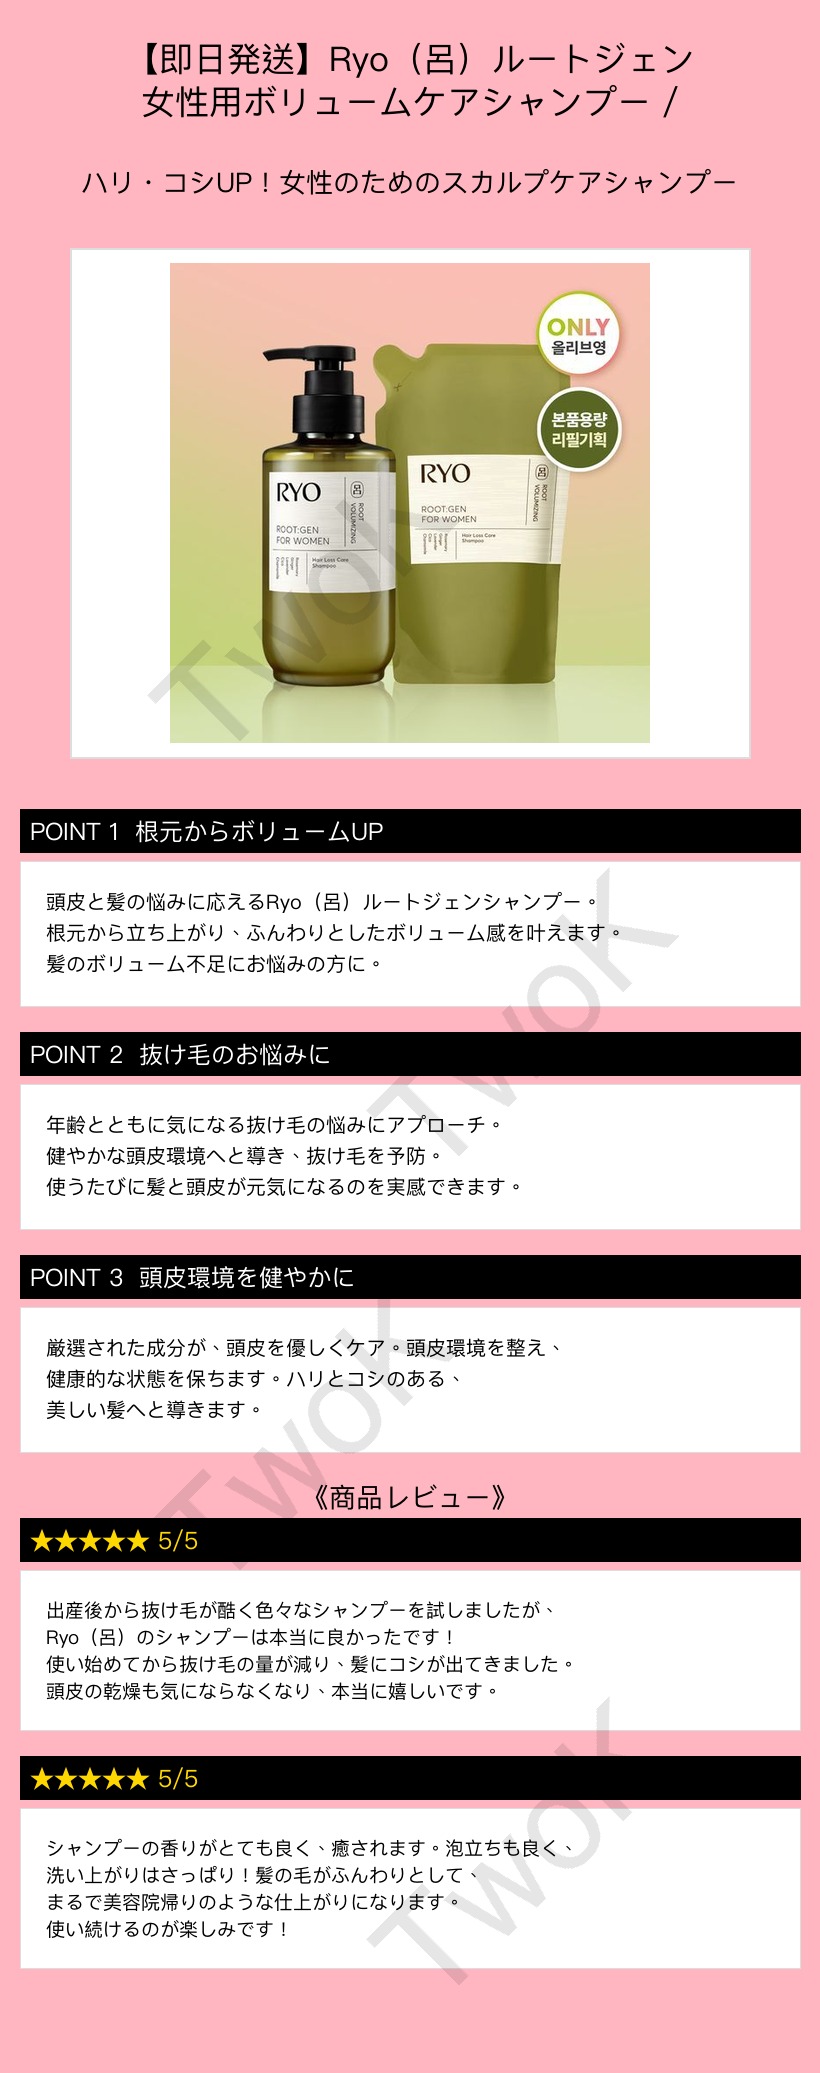 【即日発送】Ryo（呂）ルートジェン
女性用ボリュームケアシャンプー /
ハリ・コシUP！女性のためのスカルプケアシャンプー
ONLY
올리브영
본품용량
리필기획
RYO
呂
ROOT
VOLUMIZING
ROOT:GEN
FOR WOMEN
Rosemary
Ginger
Lavender
Cica
Chamomile
Hair Loss Care
Shampoo
RYO
呂
ROOT
VOLUMIZING
ROOT:GEN
FOR WOMEN
Rosemary
Ginger
Lavender
Cica
Chamomile
Hair Loss Care
Shampoo
TwoK
POINT 1 根元からボリュームUP
頭皮と髪の悩みに応えるRyo（呂）ルートジェンシャンプー。
根元から立ち上がり、ふんわりとしたボリューム感を叶えます。
髪のボリューム不足にお悩みの方に。
TwoK
POINT 2 抜け毛のお悩みに
年齢とともに気になる抜け毛の悩みにアプローチ。
健やかな頭皮環境へと導き、抜け毛を予防。
使うたびに髪と頭皮が元気になるのを実感できます。
POINT 3 頭皮環境を健やかに
厳選された成分が、頭皮を優しくケア。頭皮環境を整え、
健康的な状態を保ちます。ハリとコシのある、
美しい髪へと導きます。
TwoK
《商品レビュー》
★★★★★ 5/5
出産後から抜け毛が酷く色々なシャンプーを試しましたが、
Ryo（呂）のシャンプーは本当に良かったです！
使い始めてから抜け毛の量が減り、髪にコシが出てきました。
頭皮の乾燥も気にならなくなり、本当に嬉しいです。
★★★★★ 5/5
シャンプーの香りがとても良く、癒されます。泡立ちも良く、
洗い上がりはさっぱり！髪の毛がふんわりとして、
まるで美容院帰りのような仕上がりになります。
使い続けるのが楽しみです！
TwoK